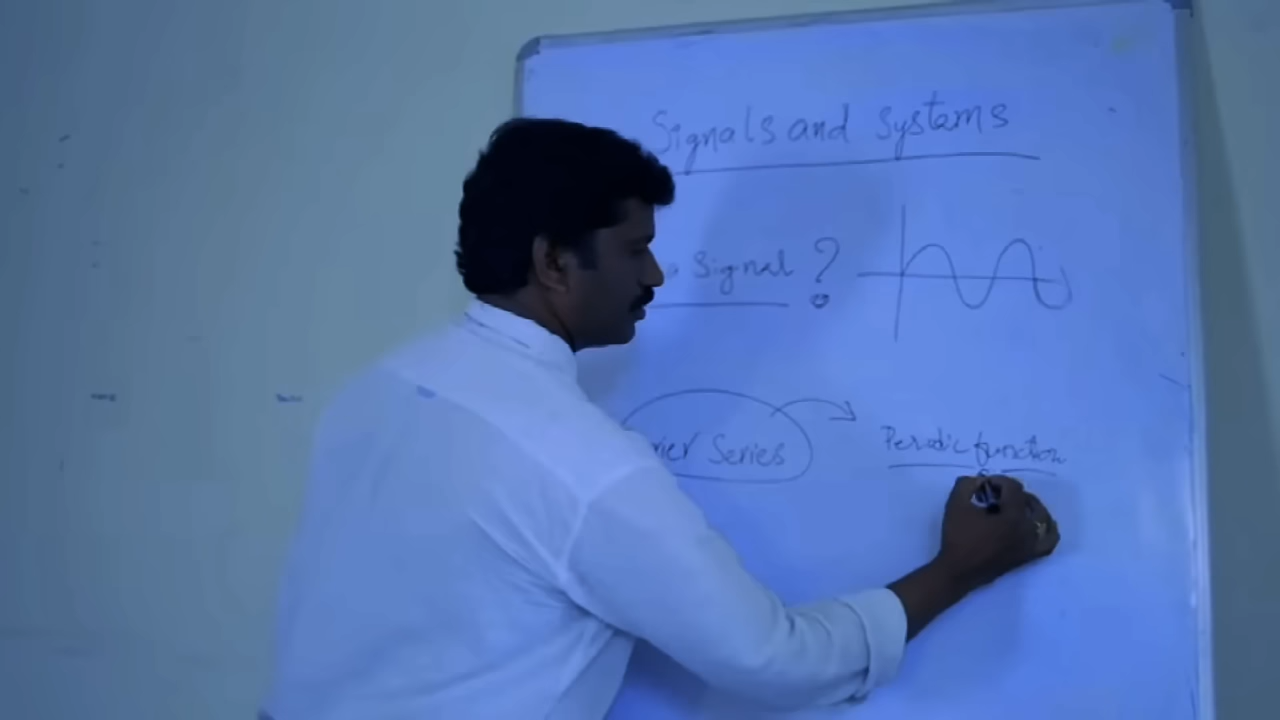 Signals and Systems
Signal ?
rier Series
Periodic function